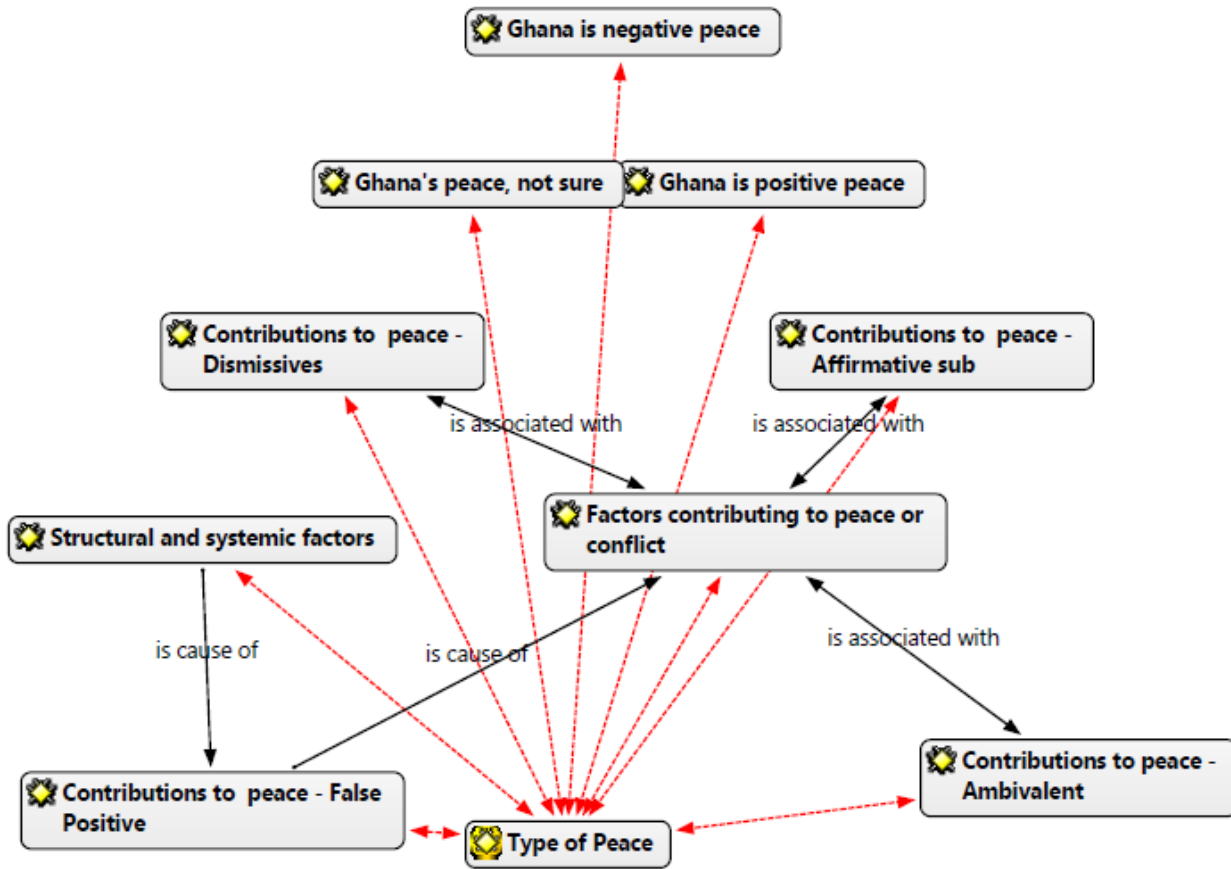 Ghana is negative peace
Ghana's peace, not sure
Ghana is positive peace
Contributions to  peace -
Dismissives
Contributions to  peace -
Affirmative sub
is associated with
is associated with
Structural and systemic factors
Factors contributing to peace or
conflict
is cause of
is cause of
is associated with
Contributions to  peace - False
Positive
Type of Peace
Contributions to peace -
Ambivalent